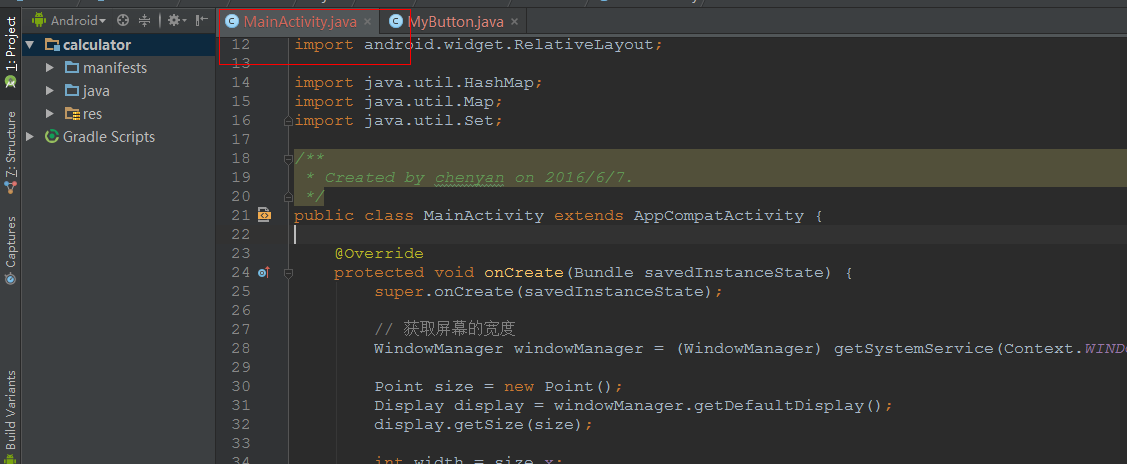 Android
MainActivity.java
MyButton.java
1: Project
calculator
manifests
java
res
Gradle Scripts
Z: Structure
Captures
Build Variants
12 import android.widget.RelativeLayout;
13
14 import java.util.HashMap;
15 import java.util.Map;
16 import java.util.Set;
17
18 /**
19 * Created by chenyan on 2016/6/7.
20 */
21 public class MainActivity extends AppCompatActivity {
22
23 @Override
24 protected void onCreate(Bundle savedInstanceState) {
25 super.onCreate(savedInstanceState);
26
27 // 获取屏幕的宽度
28 WindowManager windowManager = (WindowManager) getSystemService(Context.WIND
29
30 Point size = new Point();
31 Display display = windowManager.getDefaultDisplay();
32 display.getSize(size);
33
34 int width = size.x;